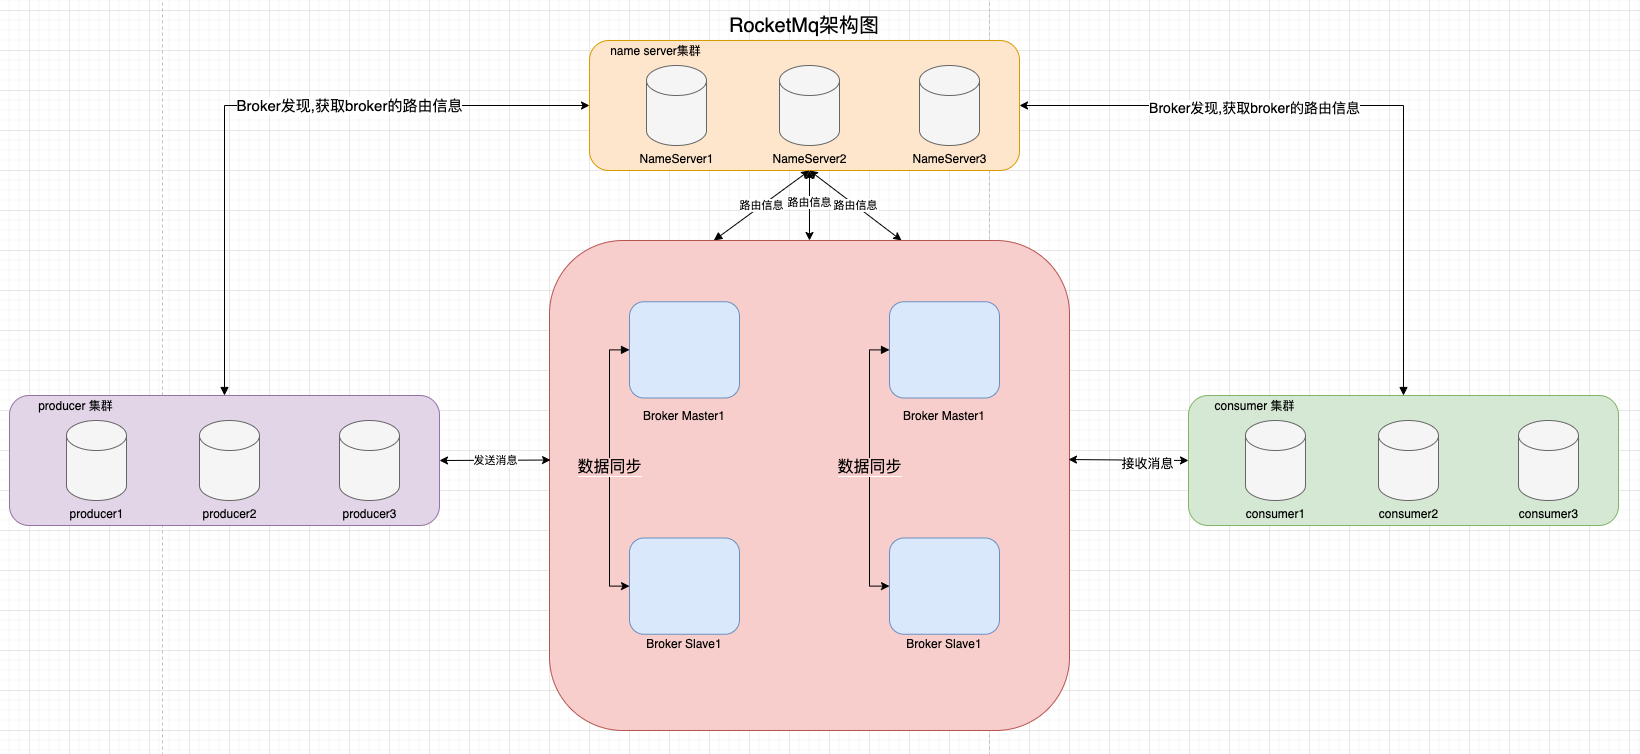 RocketMq架构图
name server集群
NameServer1
NameServer2
NameServer3
Broker发现,获取broker的路由信息
Broker发现,获取broker的路由信息
路由信息
路由信息
路由信息
Broker Master1
Broker Master1
producer 集群
producer1
producer2
producer3
发送消息
数据同步
数据同步
接收消息
consumer 集群
consumer1
consumer2
consumer3
Broker Slave1
Broker Slave1